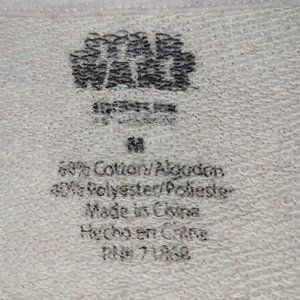 STAR
WARS
M
60% Cotton/Algodon
40% Polyester/Poliester
Made in China
Hecho en China
RN# 71868